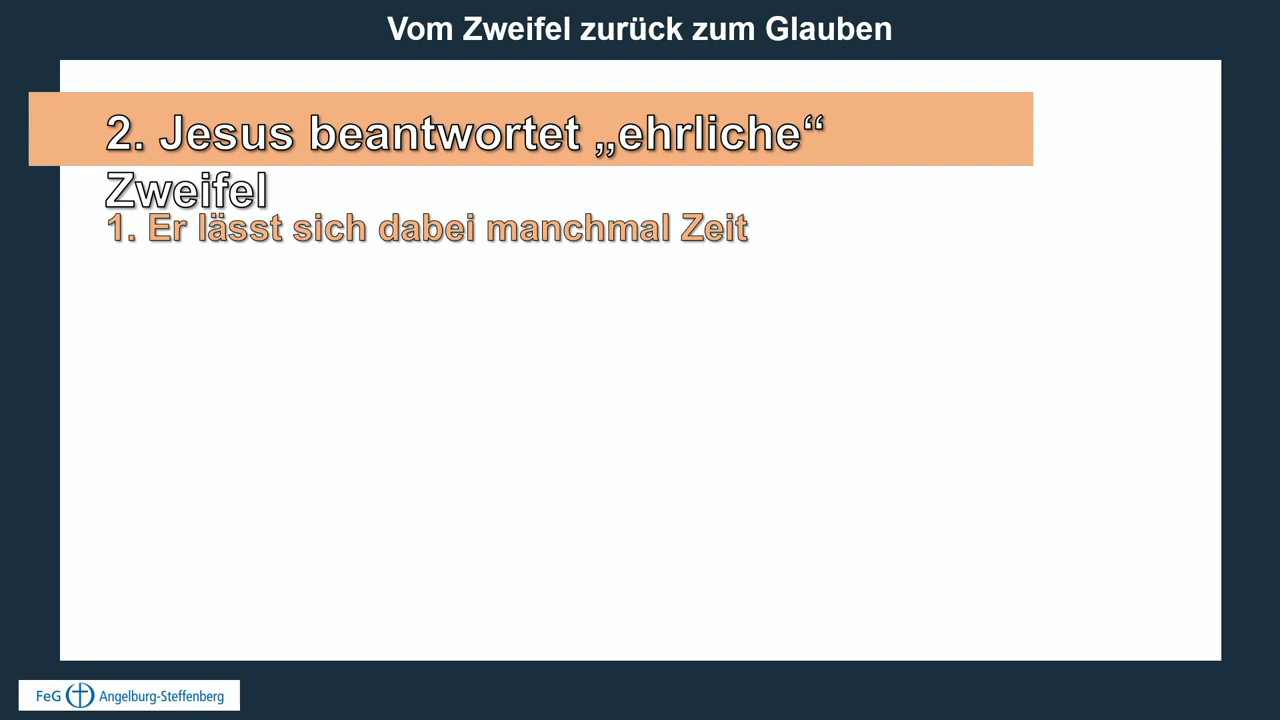 Vom Zweifel zurück zum Glauben
2. Jesus beantwortet „ehrliche“
Zweifel
1. Er lässt sich dabei manchmal Zeit
FeG Angelburg-Steffenberg